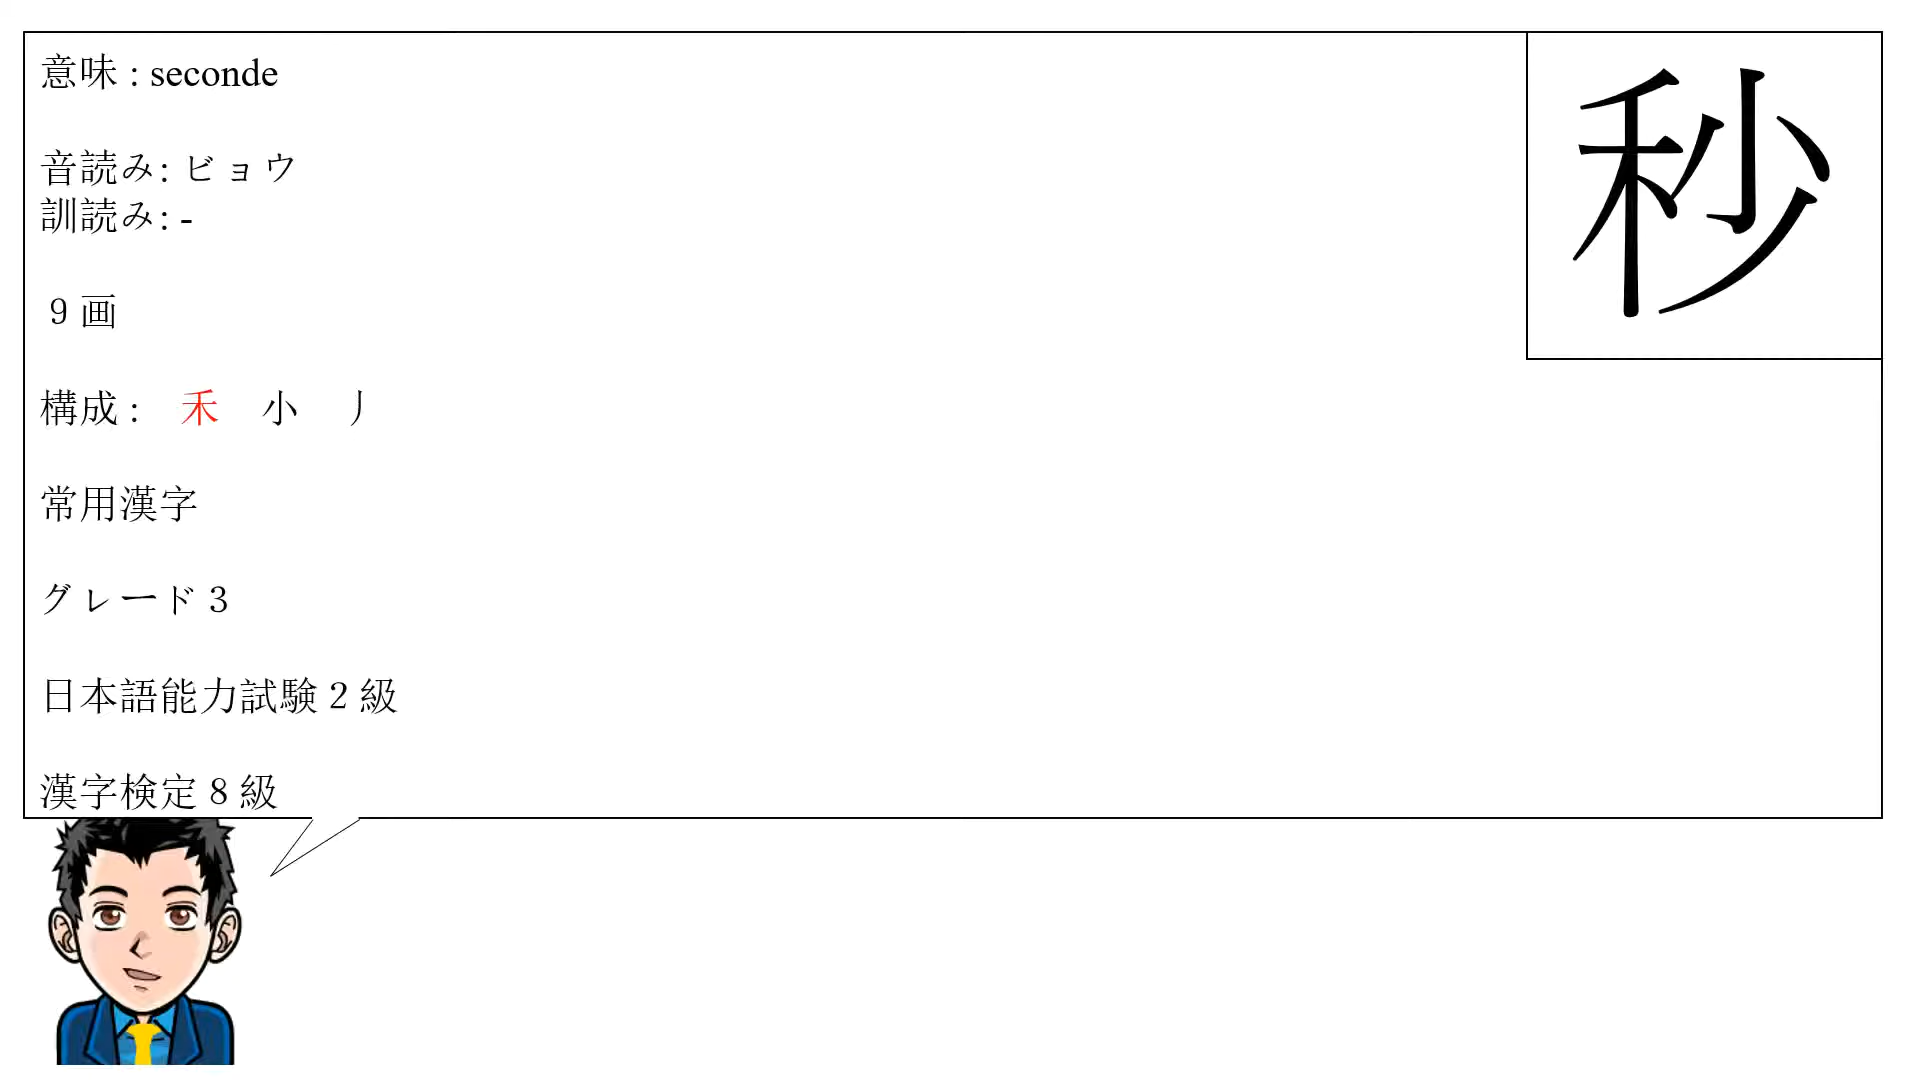 意味 : seconde
秒
音読み: ビョウ
訓読み: -
９画
構成 :　禾　小　丿
常用漢字
グレード３
日本語能力試験２級
漢字検定８級